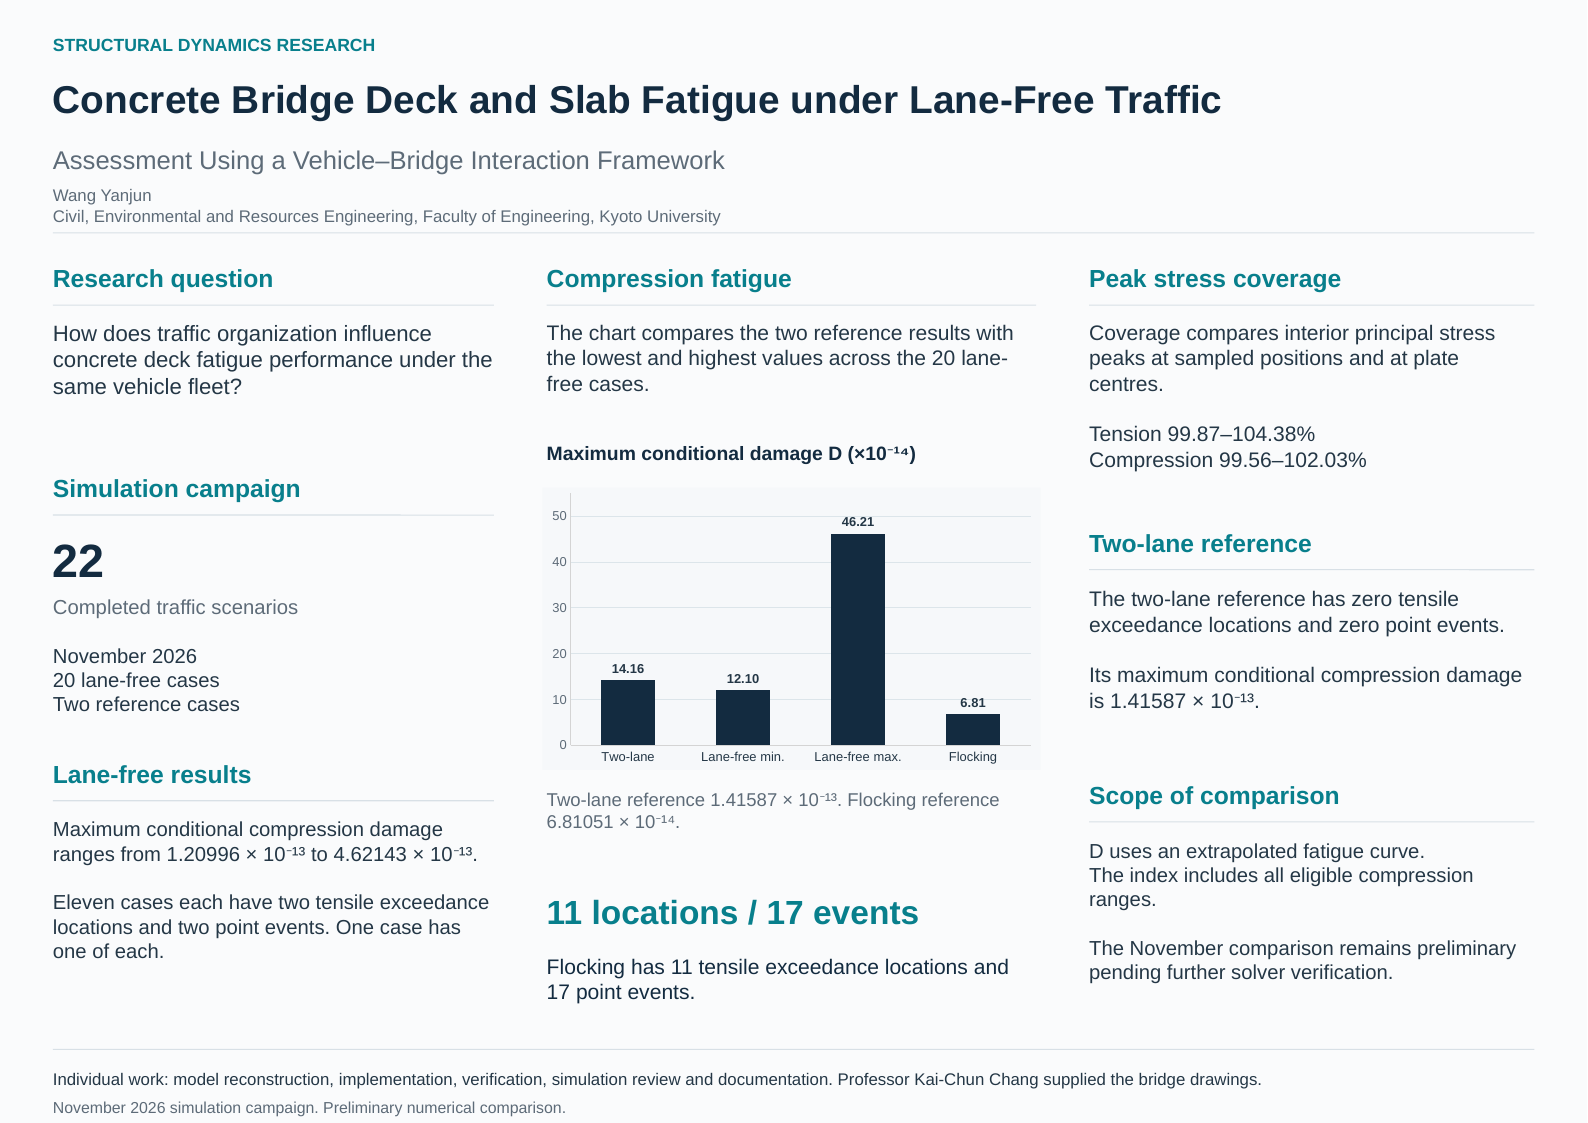 STRUCTURAL DYNAMICS RESEARCH
Concrete Bridge Deck and Slab Fatigue under Lane-Free Traffic
Assessment Using a Vehicle–Bridge Interaction Framework
Wang Yanjun
Civil, Environmental and Resources Engineering, Faculty of Engineering, Kyoto University
Research question
How does traffic organization influence
concrete deck fatigue performance under the
same vehicle fleet?
Simulation campaign
22
Completed traffic scenarios
November 2026
20 lane-free cases
Two reference cases
Lane-free results
Maximum conditional compression damage
ranges from 1.20996 × 10⁻¹³ to 4.62143 × 10⁻¹³.
Eleven cases each have two tensile exceedance
locations and two point events. One case has
one of each.
Compression fatigue
The chart compares the two reference results with
the lowest and highest values across the 20 lane-
free cases.
Maximum conditional damage D (×10⁻¹⁴)
50
40
30
20
10
0
14.16
12.10
46.21
6.81
Two-lane
Lane-free min.
Lane-free max.
Flocking
Two-lane reference 1.41587 × 10⁻¹³. Flocking reference
6.81051 × 10⁻¹⁴.
11 locations / 17 events
Flocking has 11 tensile exceedance locations and
17 point events.
Peak stress coverage
Coverage compares interior principal stress
peaks at sampled positions and at plate
centres.
Tension 99.87–104.38%
Compression 99.56–102.03%
Two-lane reference
The two-lane reference has zero tensile
exceedance locations and zero point events.
Its maximum conditional compression damage
is 1.41587 × 10⁻¹³.
Scope of comparison
D uses an extrapolated fatigue curve.
The index includes all eligible compression
ranges.
The November comparison remains preliminary
pending further solver verification.
Individual work: model reconstruction, implementation, verification, simulation review and documentation. Professor Kai-Chun Chang supplied the bridge drawings.
November 2026 simulation campaign. Preliminary numerical comparison.